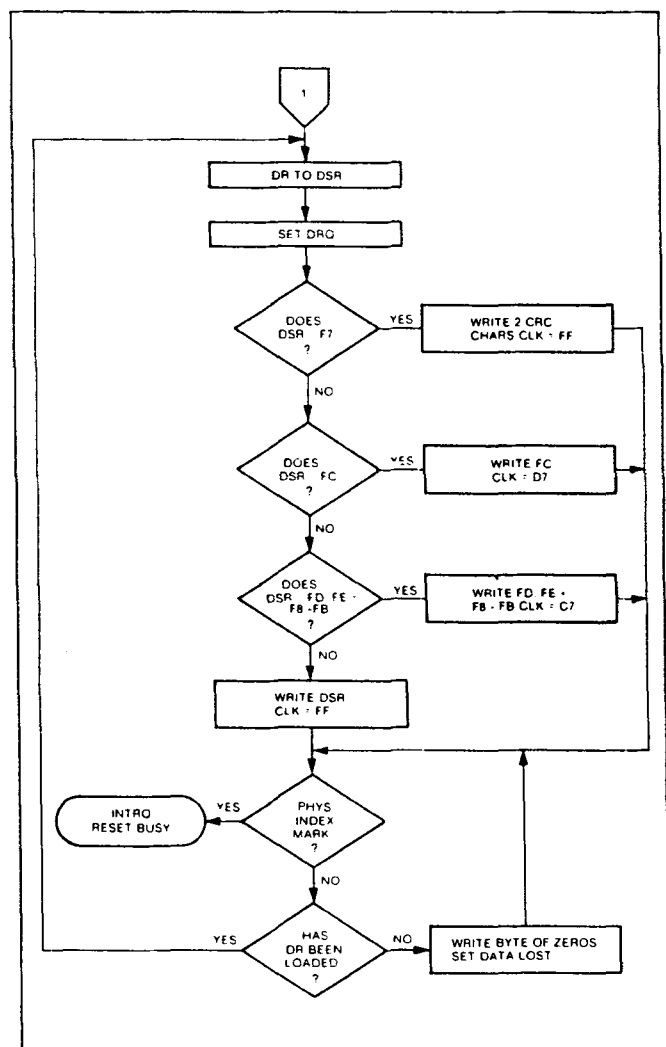 1
DR TO DSR
SET DRQ
DOES
DSR = F7
?
YES
WRITE 2 CRC
CHARS CLK = FF
NO
DOES
DSR = FC
?
YES
WRITE FC
CLK = D7
NO
DOES
DSR = FD, FE +
F8 - FB
?
YES
WRITE FD, FE +
F8 - FB CLK = C7
NO
WRITE DSR
CLK = FF
INTRQ
RESET BUSY
YES
PHYS
INDEX
MARK
?
NO
YES
HAS
DR BEEN
LOADED
?
NO
WRITE BYTE OF ZEROS
SET DATA LOST